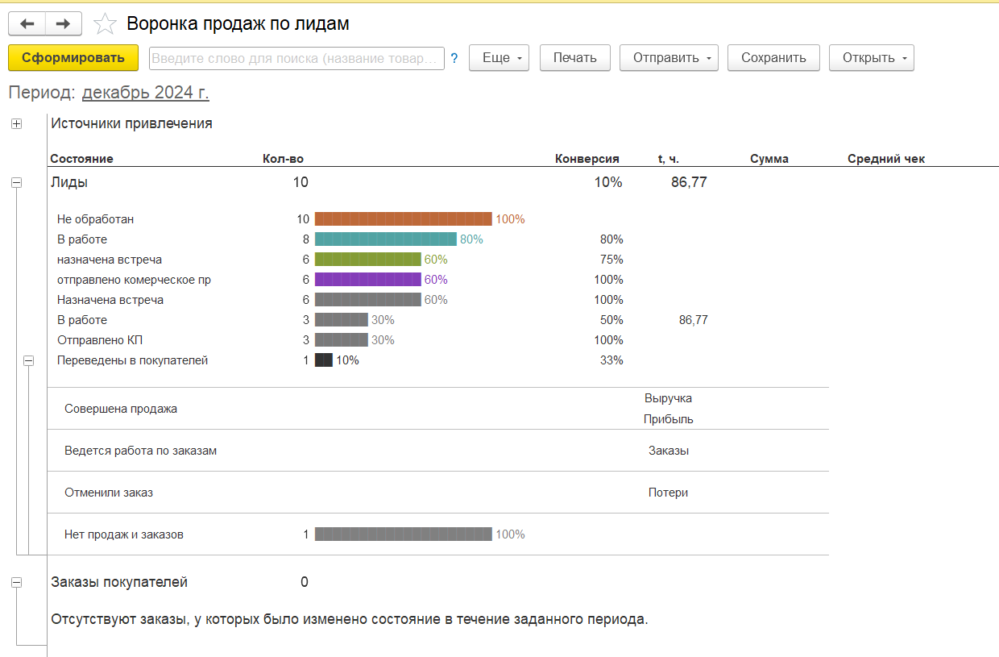 Воронка продаж по лидам
Сформировать Введите слово для поиска (название товар... ? Еще Печать Отправить Сохранить Открыть
Период: декабрь 2024 г.
Источники привлечения
Состояние Кол-во Конверсия t, ч. Сумма Средний чек
Лиды 10 10% 86,77
Не обработан 10 100%
В работе 8 80% 80%
назначена встреча 6 60% 75%
отправлено комерческое пр 6 60% 100%
Назначена встреча 6 60% 100%
В работе 3 30% 50% 86,77
Отправлено КП 3 30% 100%
Переведены в покупателей 1 10% 33%
Совершена продажа Выручка
Прибыль
Ведется работа по заказам Заказы
Отменили заказ Потери
Нет продаж и заказов 1 100%
Заказы покупателей 0
Отсутствуют заказы, у которых было изменено состояние в течение заданного периода.